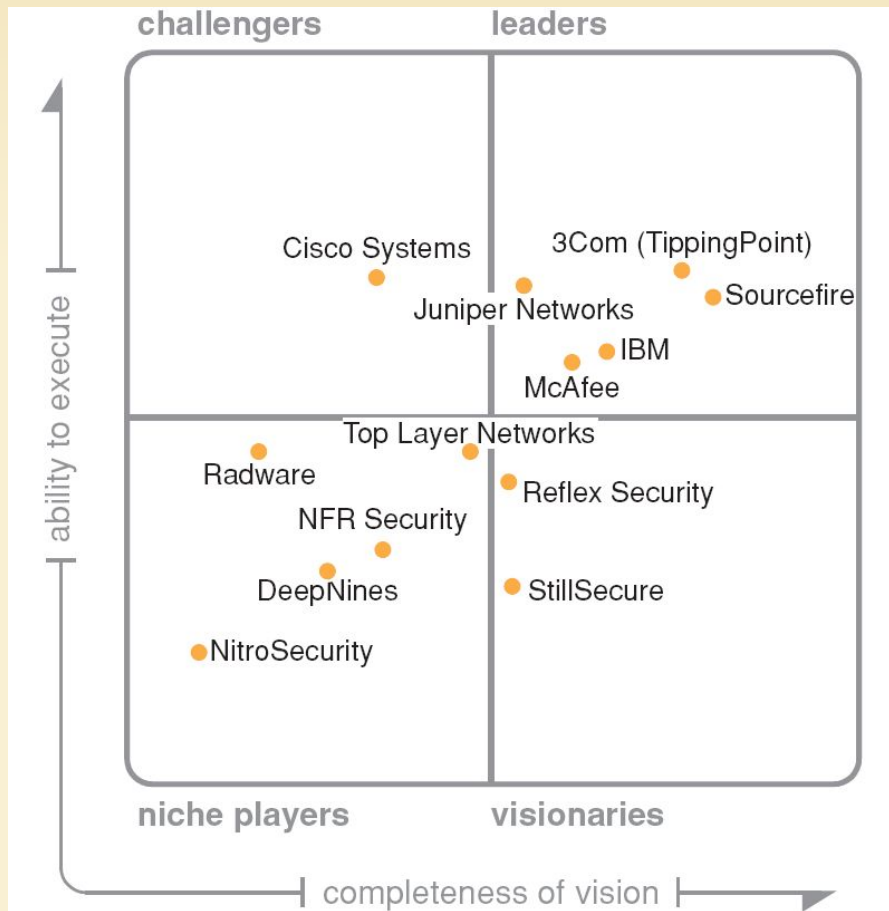 challengers
leaders
ability to execute
Cisco Systems
3Com (TippingPoint)
Juniper Networks
Sourcefire
IBM
McAfee
Top Layer Networks
Radware
Reflex Security
NFR Security
DeepNines
StillSecure
NitroSecurity
niche players
visionaries
completeness of vision